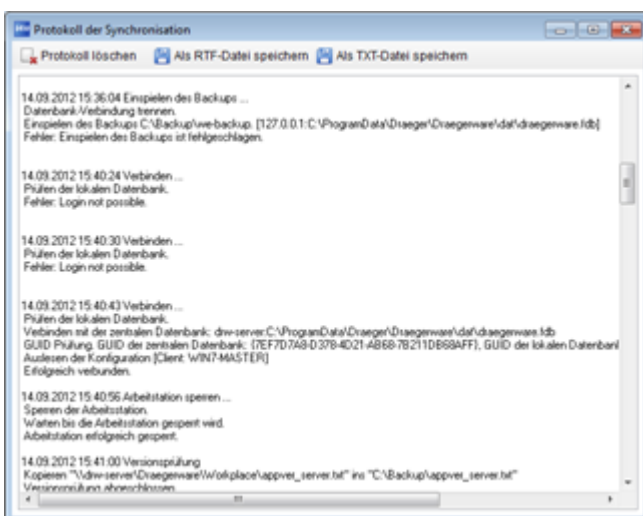 Protokoll der Synchronisation
Protokoll löschen Als RTF-Datei speichern Als TXT-Datei speichern
14.09.2012 15:36:04 Einspielen des Backups ...
Datenbank-Verbindung trennen.
Einspielen des Backups C:\Backup\we-backup. [127.0.0.1:C:\ProgramData\Draeger\Draegerware\dat\draegerware.fdb]
Fehler: Einspielen des Backups ist fehlgeschlagen.
14.09.2012 15:40:24 Verbinden ...
Prüfen der lokalen Datenbank.
Fehler: Login not possible.
14.09.2012 15:40:30 Verbinden ...
Prüfen der lokalen Datenbank.
Fehler: Login not possible.
14.09.2012 15:40:43 Verbinden ...
Prüfen der lokalen Datenbank.
Verbinden mit der zentralen Datenbank: drw-server:C:\ProgramData\Draeger\Draegerware\dat\draegerware.fdb
GUID Prüfung. GUID der zentralen Datenbank: {7EF7D7A8-D378-4D21-AB68-7B211DB68AFF}, GUID der lokalen Datenbank
Auslesen der Konfiguration [Client: WIN7-MASTER]
Erfolgreich verbunden.
14.09.2012 15:40:56 Arbeitstation sperren ...
Sperren der Arbeitsstation.
Warten bis die Arbeitsstation gesperrt wird.
Arbeitstation erfolgreich gesperrt.
14.09.2012 15:41:00 Versionsprüfung
Kopieren "\\drw-server\Draegerware\Workplace\appver_server.txt" ins "C:\Backup\appver_server.txt"
Versionsprüfung abgeschlossen.